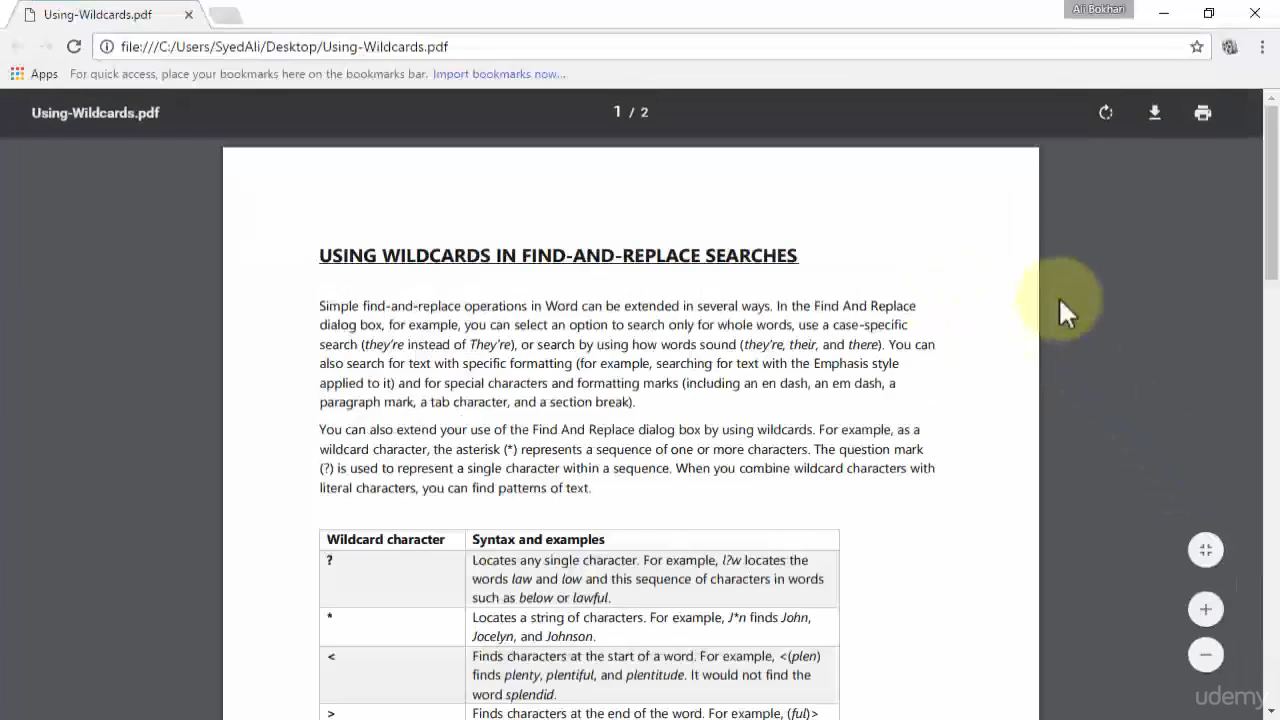 Using-Wildcards.pdf
Ali Bokhari
file:///C:/Users/SyedAli/Desktop/Using-Wildcards.pdf
Apps For quick access, place your bookmarks here on the bookmarks bar. Import bookmarks now...
Using-Wildcards.pdf 1 / 2
USING WILDCARDS IN FIND-AND-REPLACE SEARCHES
Simple find-and-replace operations in Word can be extended in several ways. In the Find And Replace
dialog box, for example, you can select an option to search only for whole words, use a case-specific
search (they're instead of They're), or search by using how words sound (they're, their, and there). You can
also search for text with specific formatting (for example, searching for text with the Emphasis style
applied to it) and for special characters and formatting marks (including an en dash, an em dash, a
paragraph mark, a tab character, and a section break).
You can also extend your use of the Find And Replace dialog box by using wildcards. For example, as a
wildcard character, the asterisk (*) represents a sequence of one or more characters. The question mark
(?) is used to represent a single character within a sequence. When you combine wildcard characters with
literal characters, you can find patterns of text.
Wildcard character Syntax and examples
? Locates any single character. For example, l?w locates the
words law and low and this sequence of characters in words
such as below or lawful.
* Locates a string of characters. For example, J*n finds John,
Jocelyn, and Johnson.
< Finds characters at the start of a word. For example, <(plen)
finds plenty, plentiful, and plentitude. It would not find the
word splendid.
> Finds characters at the end of the word. For example, (ful)>
udemy